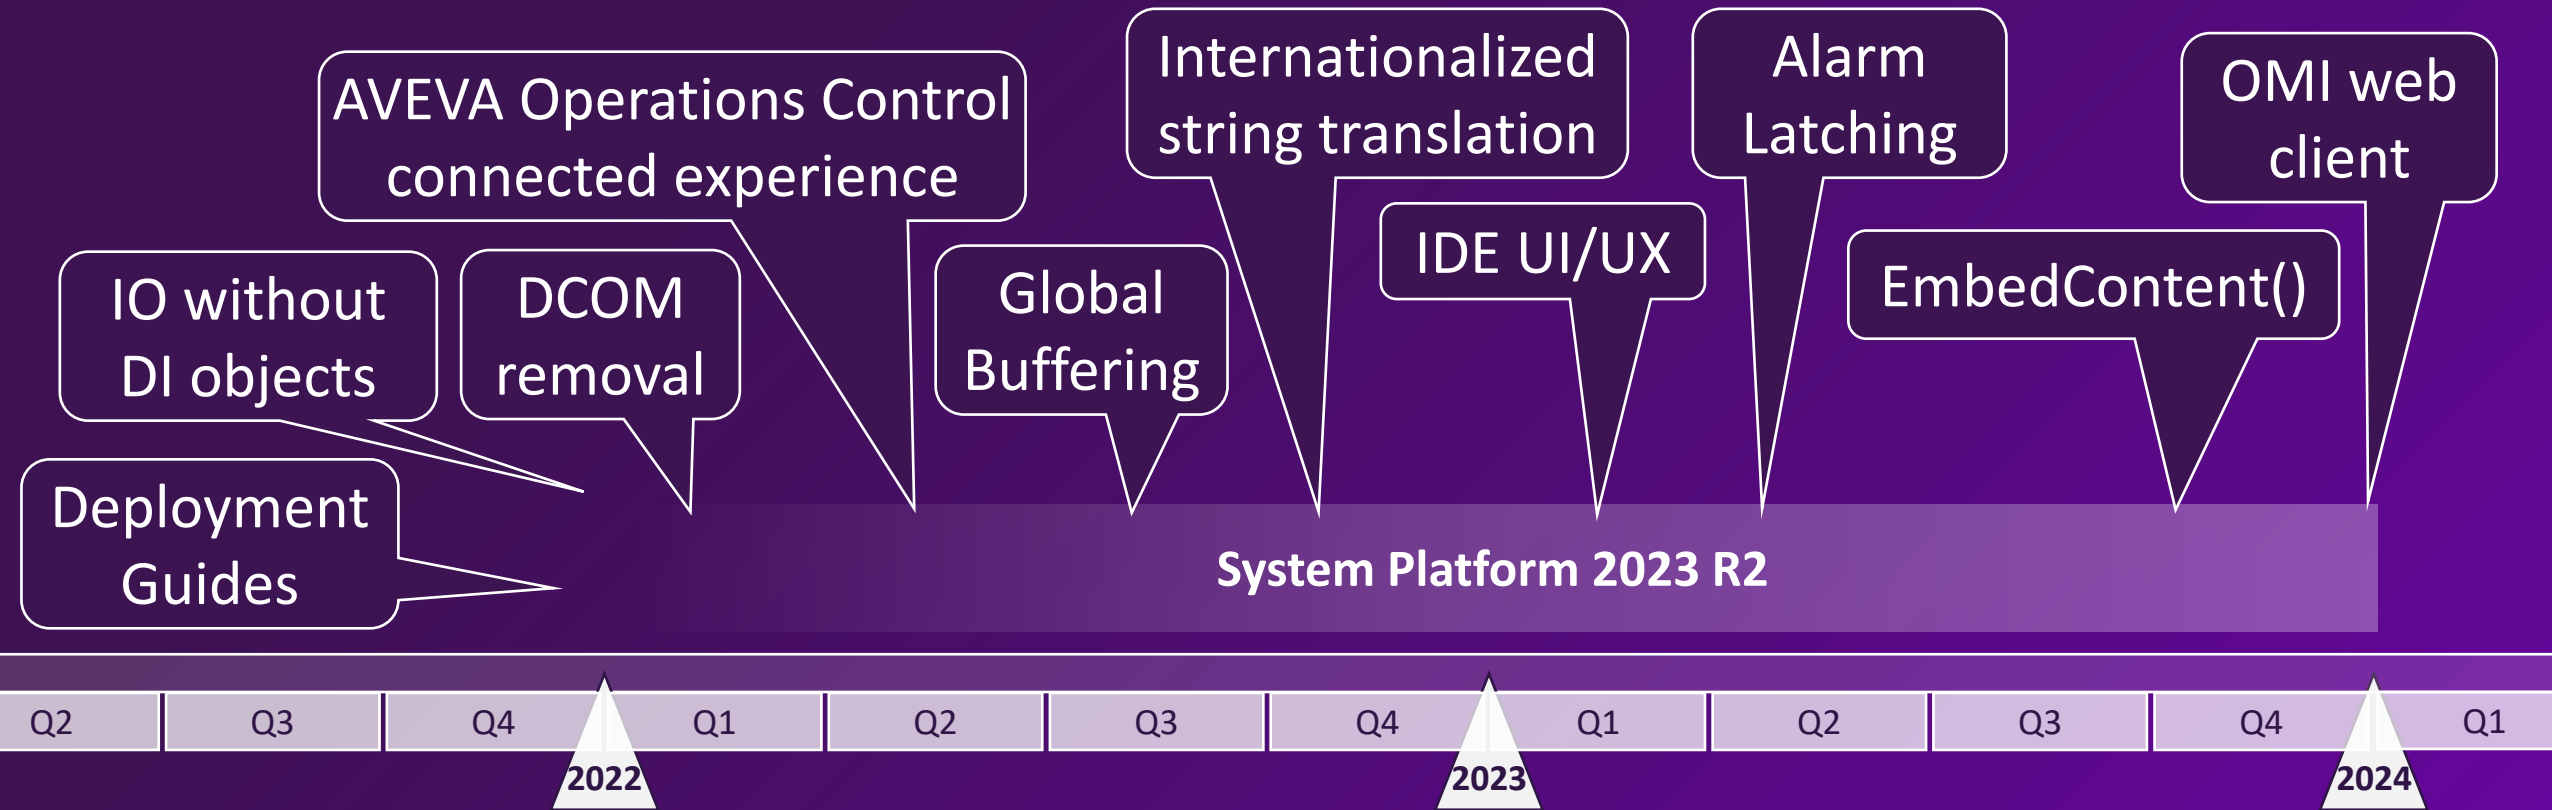 Internationalized
string translation
Alarm
Latching
OMI web
client
AVEVA Operations Control
connected experience
IDE UI/UX
EmbedContent()
IO without
DI objects
DCOM
removal
Global
Buffering
Deployment
Guides
System Platform 2023 R2
Q2
Q3
Q4
Q1
Q2
Q3
Q4
Q1
Q2
Q3
Q4
Q1
2022
2023
2024